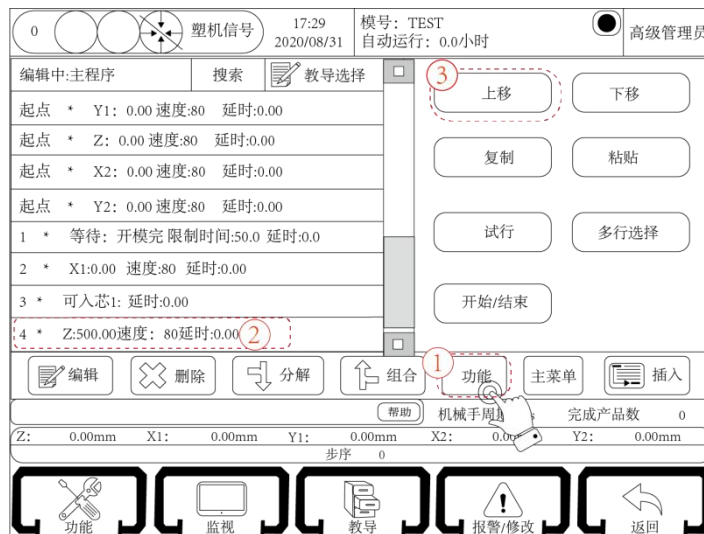 0 塑机信号 17:29 模号：TEST
2020/08/31 自动运行：0.0小时 高级管理员
编辑中:主程序 搜索 教导选择 ③ 上移 下移
起点 * Y1：0.00 速度:80 延时:0.00
起点 * Z：0.00 速度:80 延时:0.00
起点 * X2：0.00 速度:80 延时:0.00 复制 粘贴
起点 * Y2：0.00 速度:80 延时:0.00
1 * 等待：开模完 限制时间:50.0 延时:0.0 试行 多行选择
2 * X1:0.00 速度:80 延时:0.00
3 * 可入芯1: 延时:0.00 开始/结束
4 * Z:500.00速度：80延时:0.00 ②
编辑 删除 分解 组合 ① 功能 主菜单 插入
帮助 机械手周 s 完成产品数 0
Z: 0.00mm X1: 0.00mm Y1: 0.00mm X2: 0.0 Y2: 0.00mm
步序 0
功能 监视 教导 报警/修改 返回